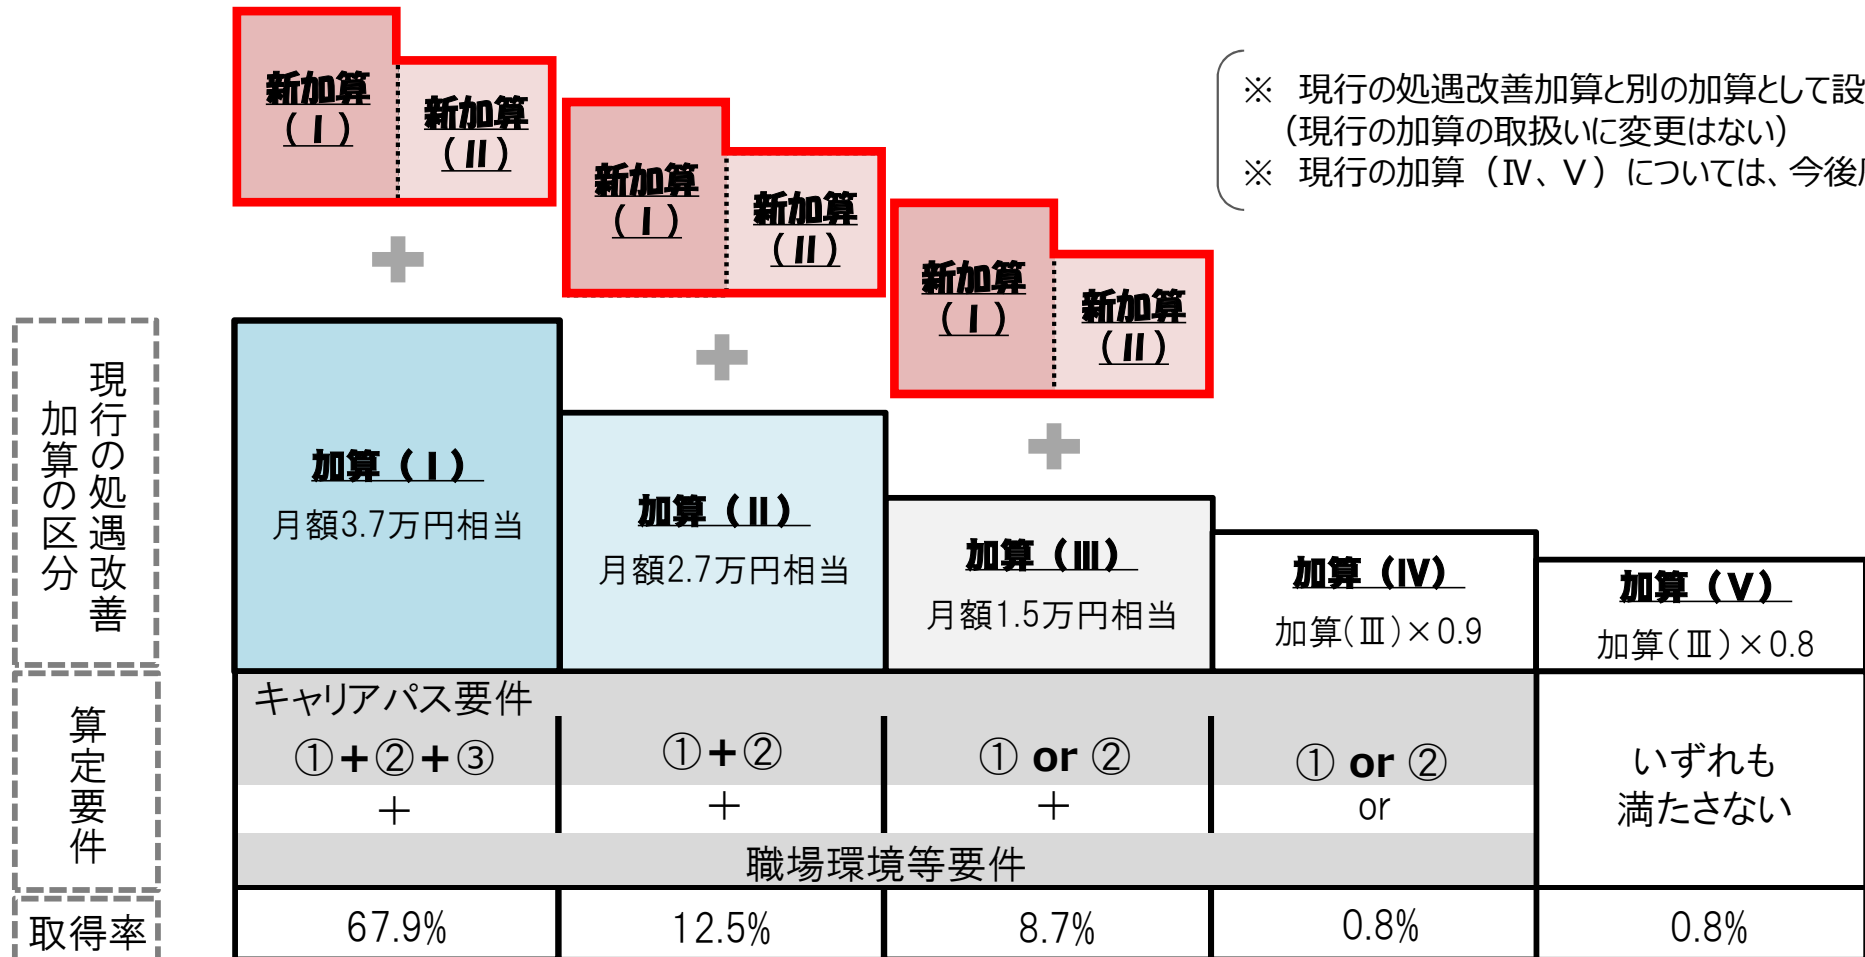 新加算
(Ⅰ)
新加算
(Ⅱ)
新加算
(Ⅰ)
新加算
(Ⅱ)
新加算
(Ⅰ)
新加算
(Ⅱ)
※ 現行の処遇改善加算と別の加算として設
(現行の加算の取扱いに変更はない)
※ 現行の加算(Ⅳ、Ⅴ)については、今後
現行の処遇改善
加算の区分
加算(Ⅰ)
月額3.7万円相当
加算(Ⅱ)
月額2.7万円相当
加算(Ⅲ)
月額1.5万円相当
加算(Ⅳ)
加算(Ⅲ)×0.9
加算(Ⅴ)
加算(Ⅲ)×0.8
算定要件
キャリアパス要件
①+②+③
+
①+②
+
① or ②
+
① or ②
or
職場環境等要件
いずれも
満たさない
取得率
67.9%
12.5%
8.7%
0.8%
0.8%